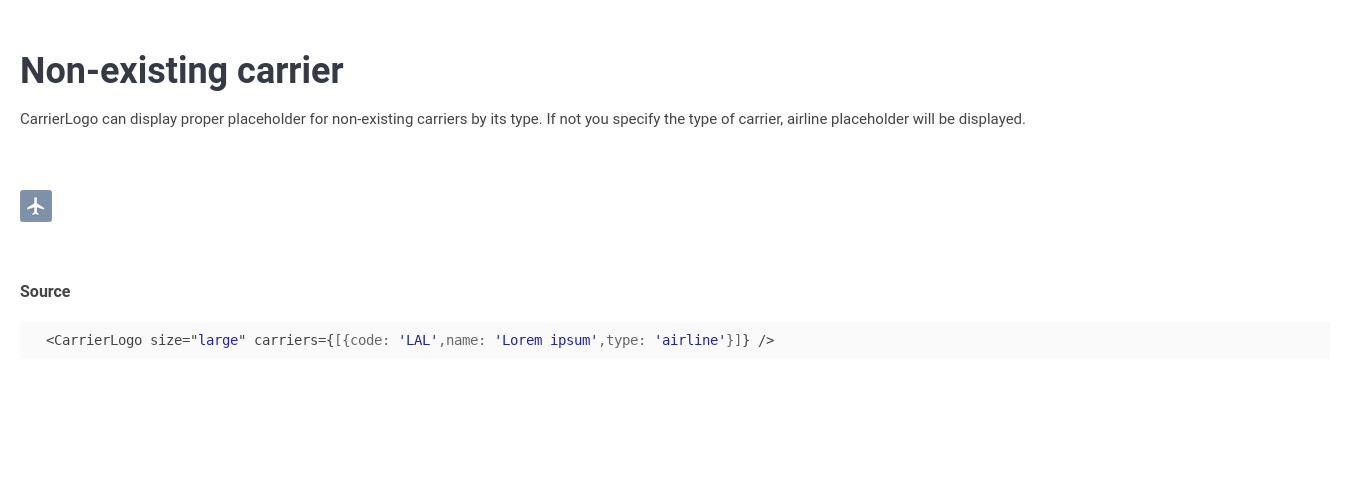 Non-existing carrier
CarrierLogo can display proper placeholder for non-existing carriers by its type. If not you specify the type of carrier, airline placeholder will be displayed.
Source
<CarrierLogo size="large" carriers={[{code: 'LAL',name: 'Lorem ipsum',type: 'airline'}]} />